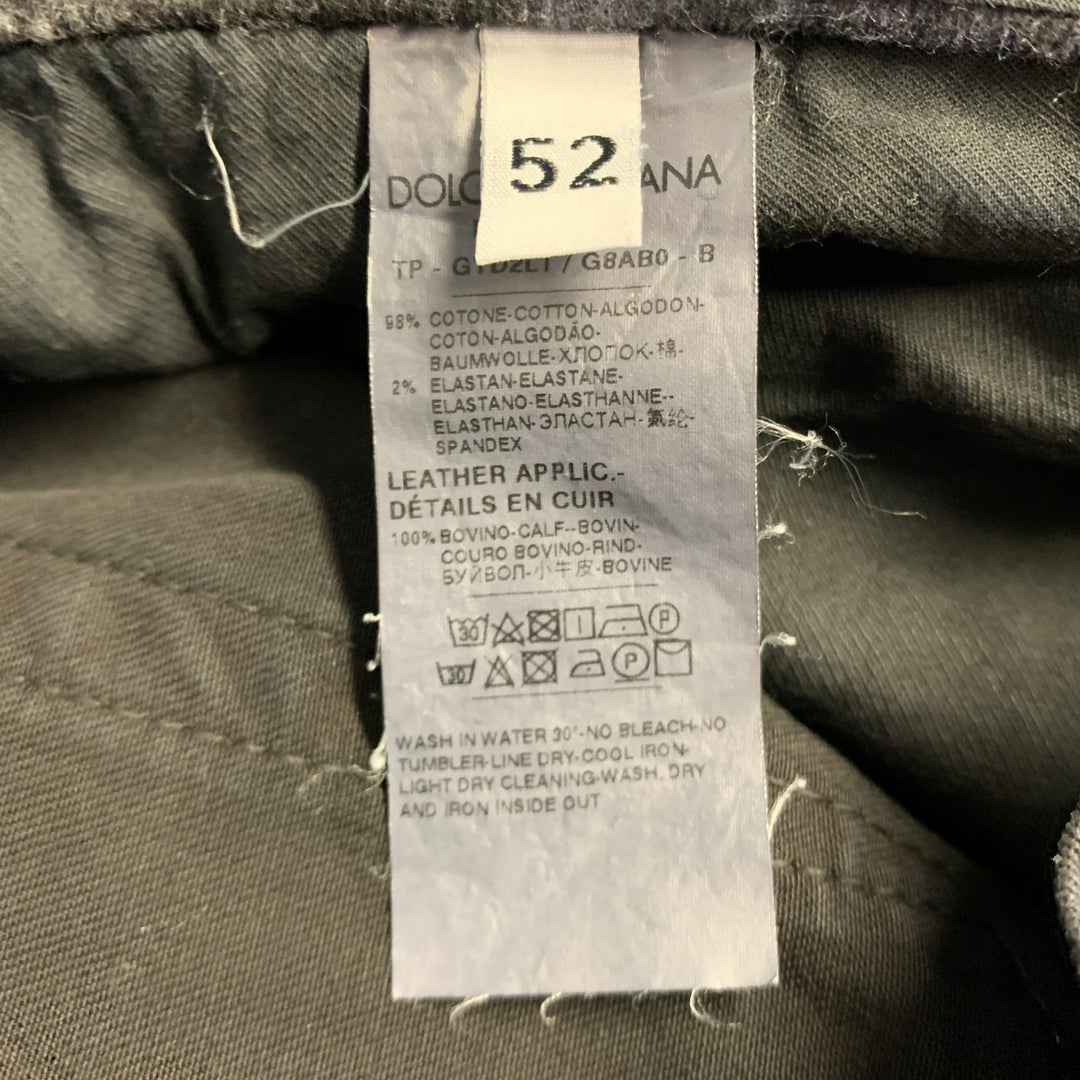 52
DOLC ANA
TP - GYD2LT / G8AB0 - B
98% COTONE-COTTON-ALGODON-
COTON-ALGODÃO-
BAUMWOLLE-ХЛОПОК-棉-
2% ELASTAN-ELASTANE-
ELASTANO-ELASTHANNE--
ELASTHAN-ЭЛАСТАН-氨纶-
SPANDEX
LEATHER APPLIC.-
DÉTAILS EN CUIR
100% BOVINO-CALF--BOVIN-
COURO BOVINO-RIND-
БУЙВОЛ-小牛皮-BOVINE
30 P
30 P
WASH IN WATER 30°-NO BLEACH-NO
TUMBLER-LINE DRY-COOL IRON-
LIGHT DRY CLEANING-WASH, DRY
AND IRON INSIDE OUT